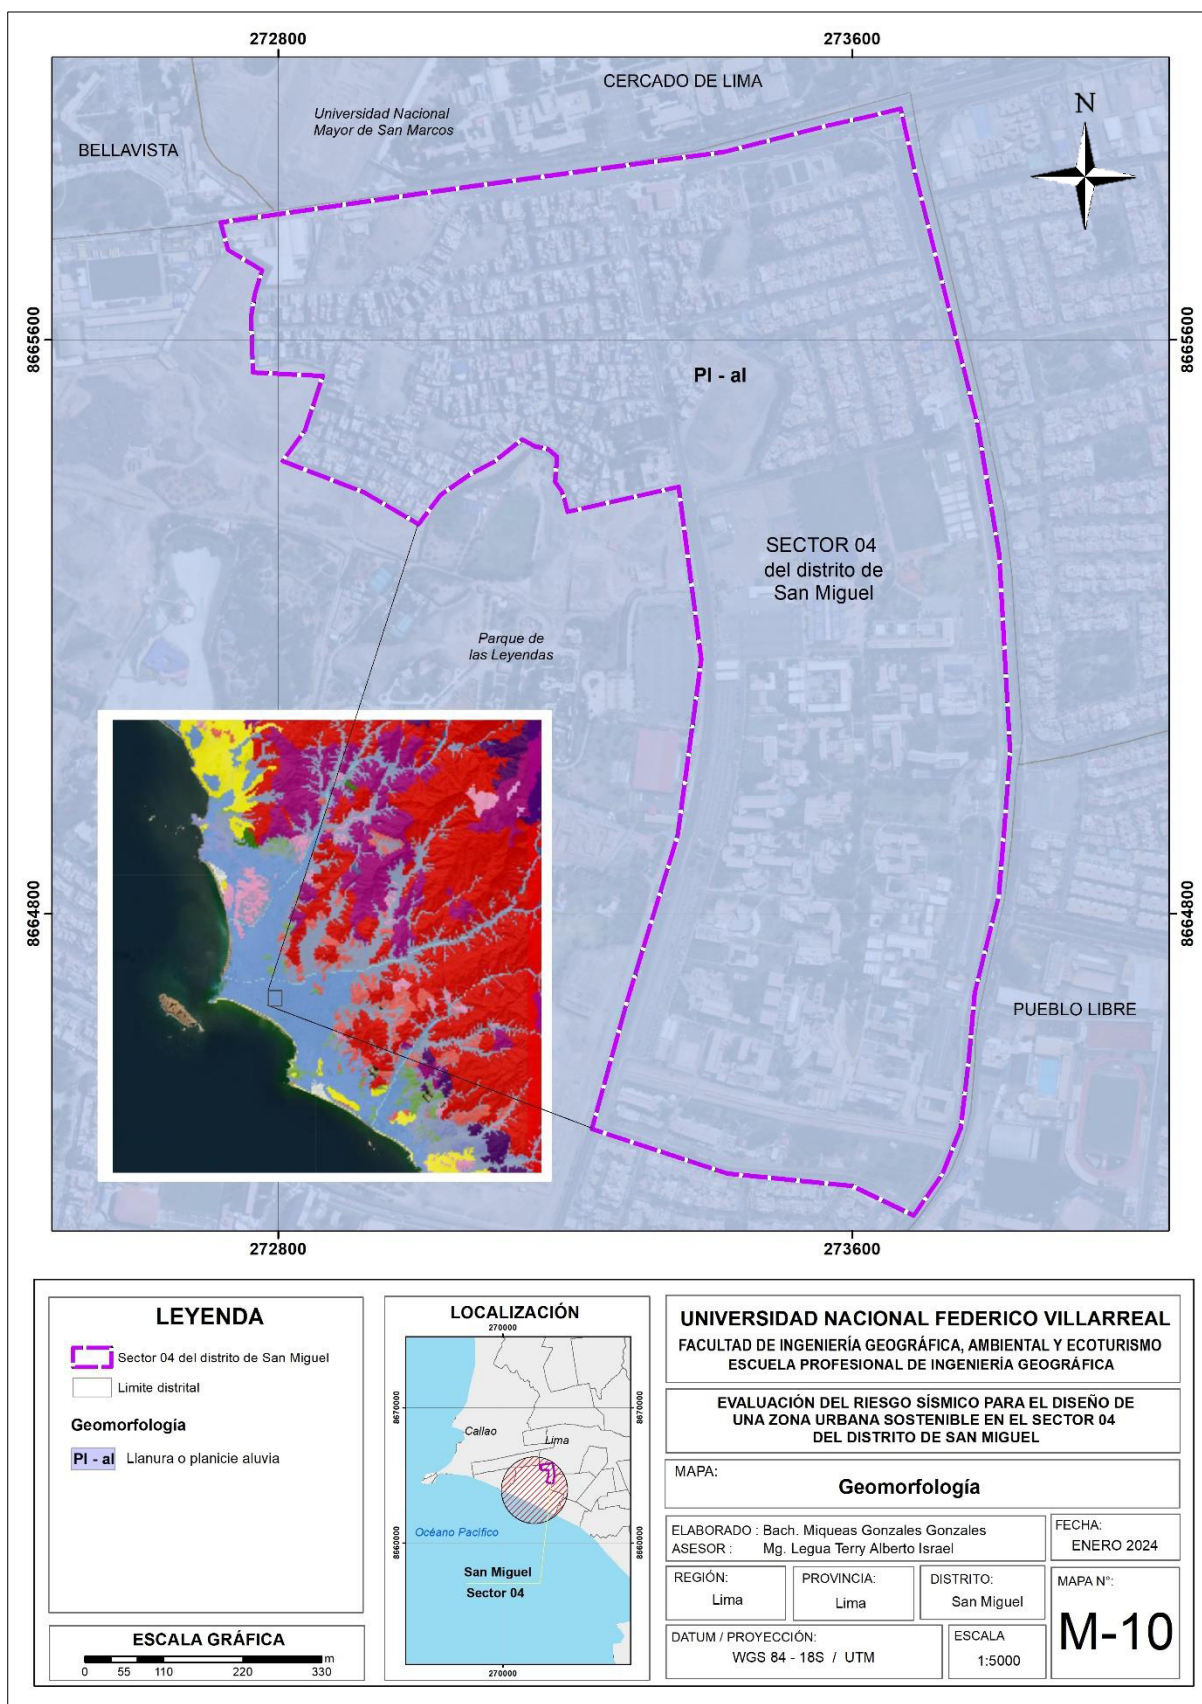 272800
273600
CERCADO DE LIMA
Universidad Nacional
Mayor de San Marcos
BELLAVISTA
N
8665600
8665600
Pl - al
SECTOR 04
del distrito de
San Miguel
Parque de
las Leyendas
8664800
8664800
PUEBLO LIBRE
272800
273600
LEYENDA
Sector 04 del distrito de San Miguel
Limite distrital
Geomorfología
Pl - al Llanura o planicie aluvia
ESCALA GRÁFICA
m
0 55 110 220 330
LOCALIZACIÓN
270000
8670000
8670000
Callao
Lima
Océano Pacífico
8660000
8660000
San Miguel
Sector 04
270000
UNIVERSIDAD NACIONAL FEDERICO VILLARREAL
FACULTAD DE INGENIERÍA GEOGRÁFICA, AMBIENTAL Y ECOTURISMO
ESCUELA PROFESIONAL DE INGENIERÍA GEOGRÁFICA
EVALUACIÓN DEL RIESGO SÍSMICO PARA EL DISEÑO DE
UNA ZONA URBANA SOSTENIBLE EN EL SECTOR 04
DEL DISTRITO DE SAN MIGUEL
MAPA:
Geomorfología
ELABORADO : Bach. Miqueas Gonzales Gonzales
ASESOR : Mg. Legua Terry Alberto Israel
FECHA:
ENERO 2024
REGIÓN:
Lima
PROVINCIA:
Lima
DISTRITO:
San Miguel
MAPA N°:
M-10
DATUM / PROYECCIÓN:
WGS 84 - 18S / UTM
ESCALA
1:5000